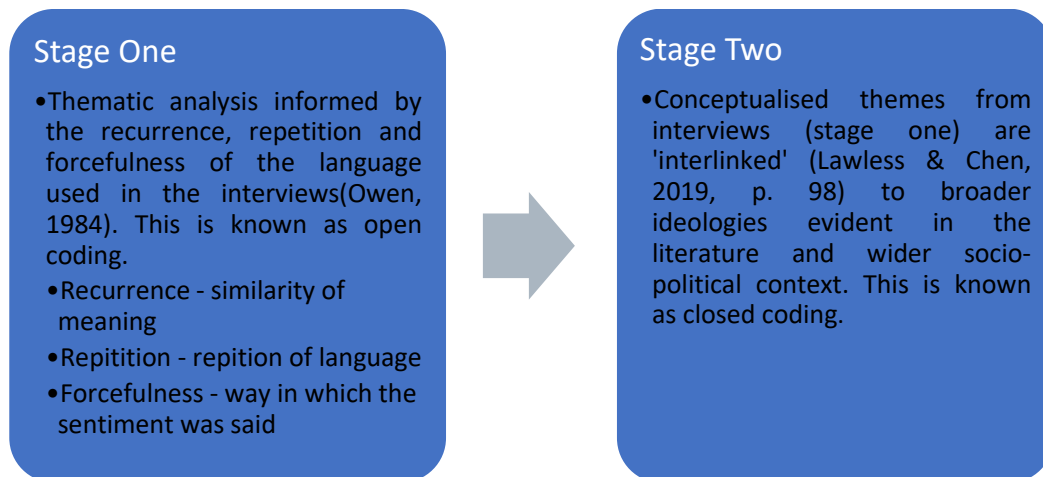 Stage One
•Thematic analysis informed by
the recurrence, repetition and
forcefulness of the language
used in the interviews(Owen,
1984). This is known as open
coding.
•Recurrence - similarity of
meaning
•Repitition - repition of language
•Forcefulness - way in which the
sentiment was said
Stage Two
•Conceptualised themes from
interviews (stage one) are
'interlinked' (Lawless & Chen,
2019, p. 98) to broader
ideologies evident in the
literature and wider socio-
political context. This is known
as closed coding.